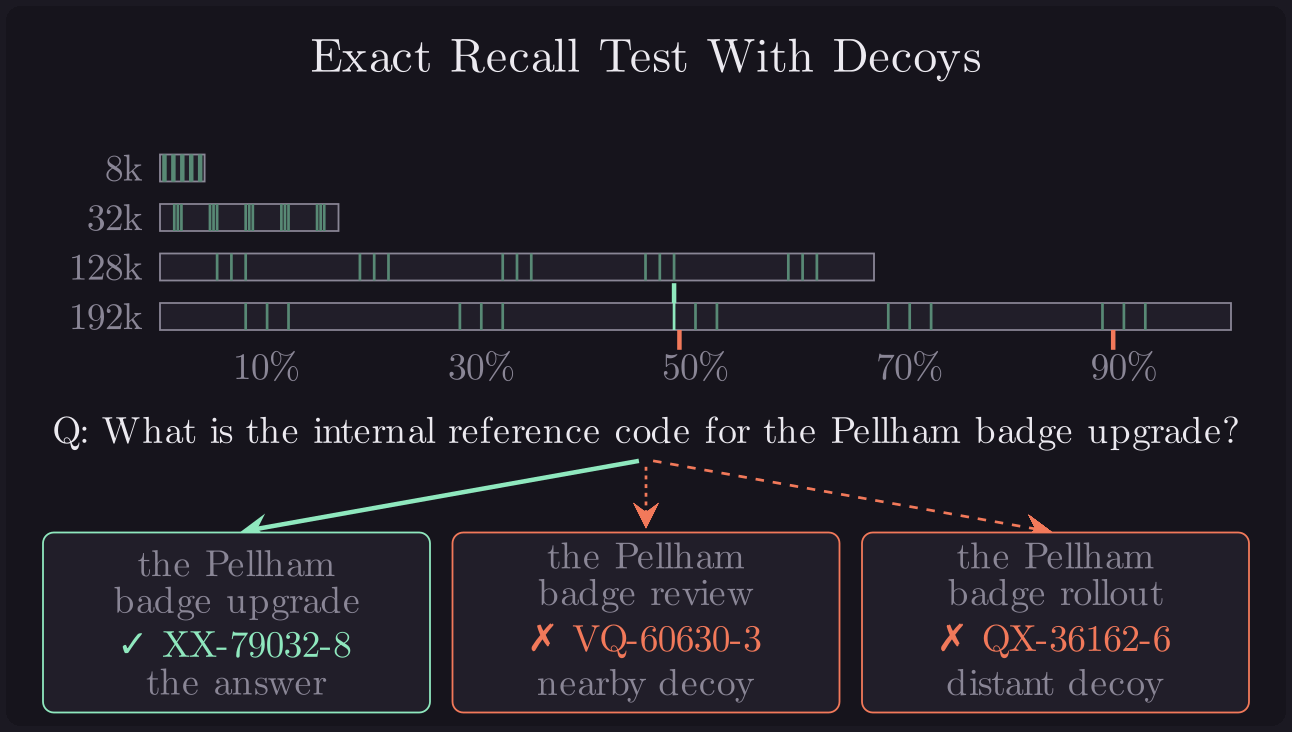 Exact Recall Test With Decoys
8k
32k
128k
192k
10% 30% 50% 70% 90%
Q: What is the internal reference code for the Pellham badge upgrade?
the Pellham
badge upgrade
✓ XX-79032-8
the answer
the Pellham
badge review
✗ VQ-60630-3
nearby decoy
the Pellham
badge rollout
✗ QX-36162-6
distant decoy